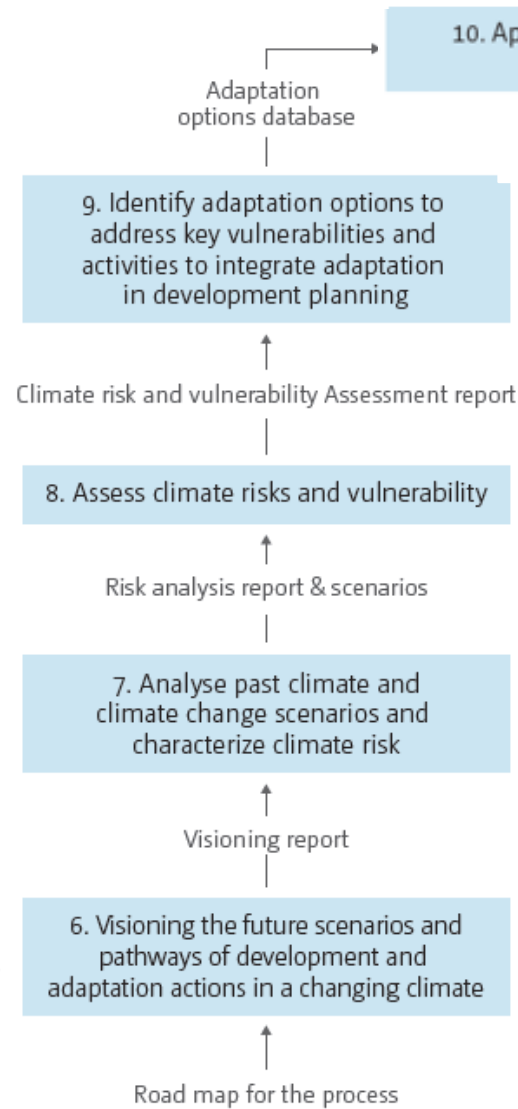 10. Ap
Adaptation
options database
9. Identify adaptation options to
address key vulnerabilities and
activities to integrate adaptation
in development planning
Climate risk and vulnerability Assessment report
8. Assess climate risks and vulnerability
Risk analysis report & scenarios
7. Analyse past climate and
climate change scenarios and
characterize climate risk
Visioning report
6. Visioning the future scenarios and
pathways of development and
adaptation actions in a changing climate
Road map for the process